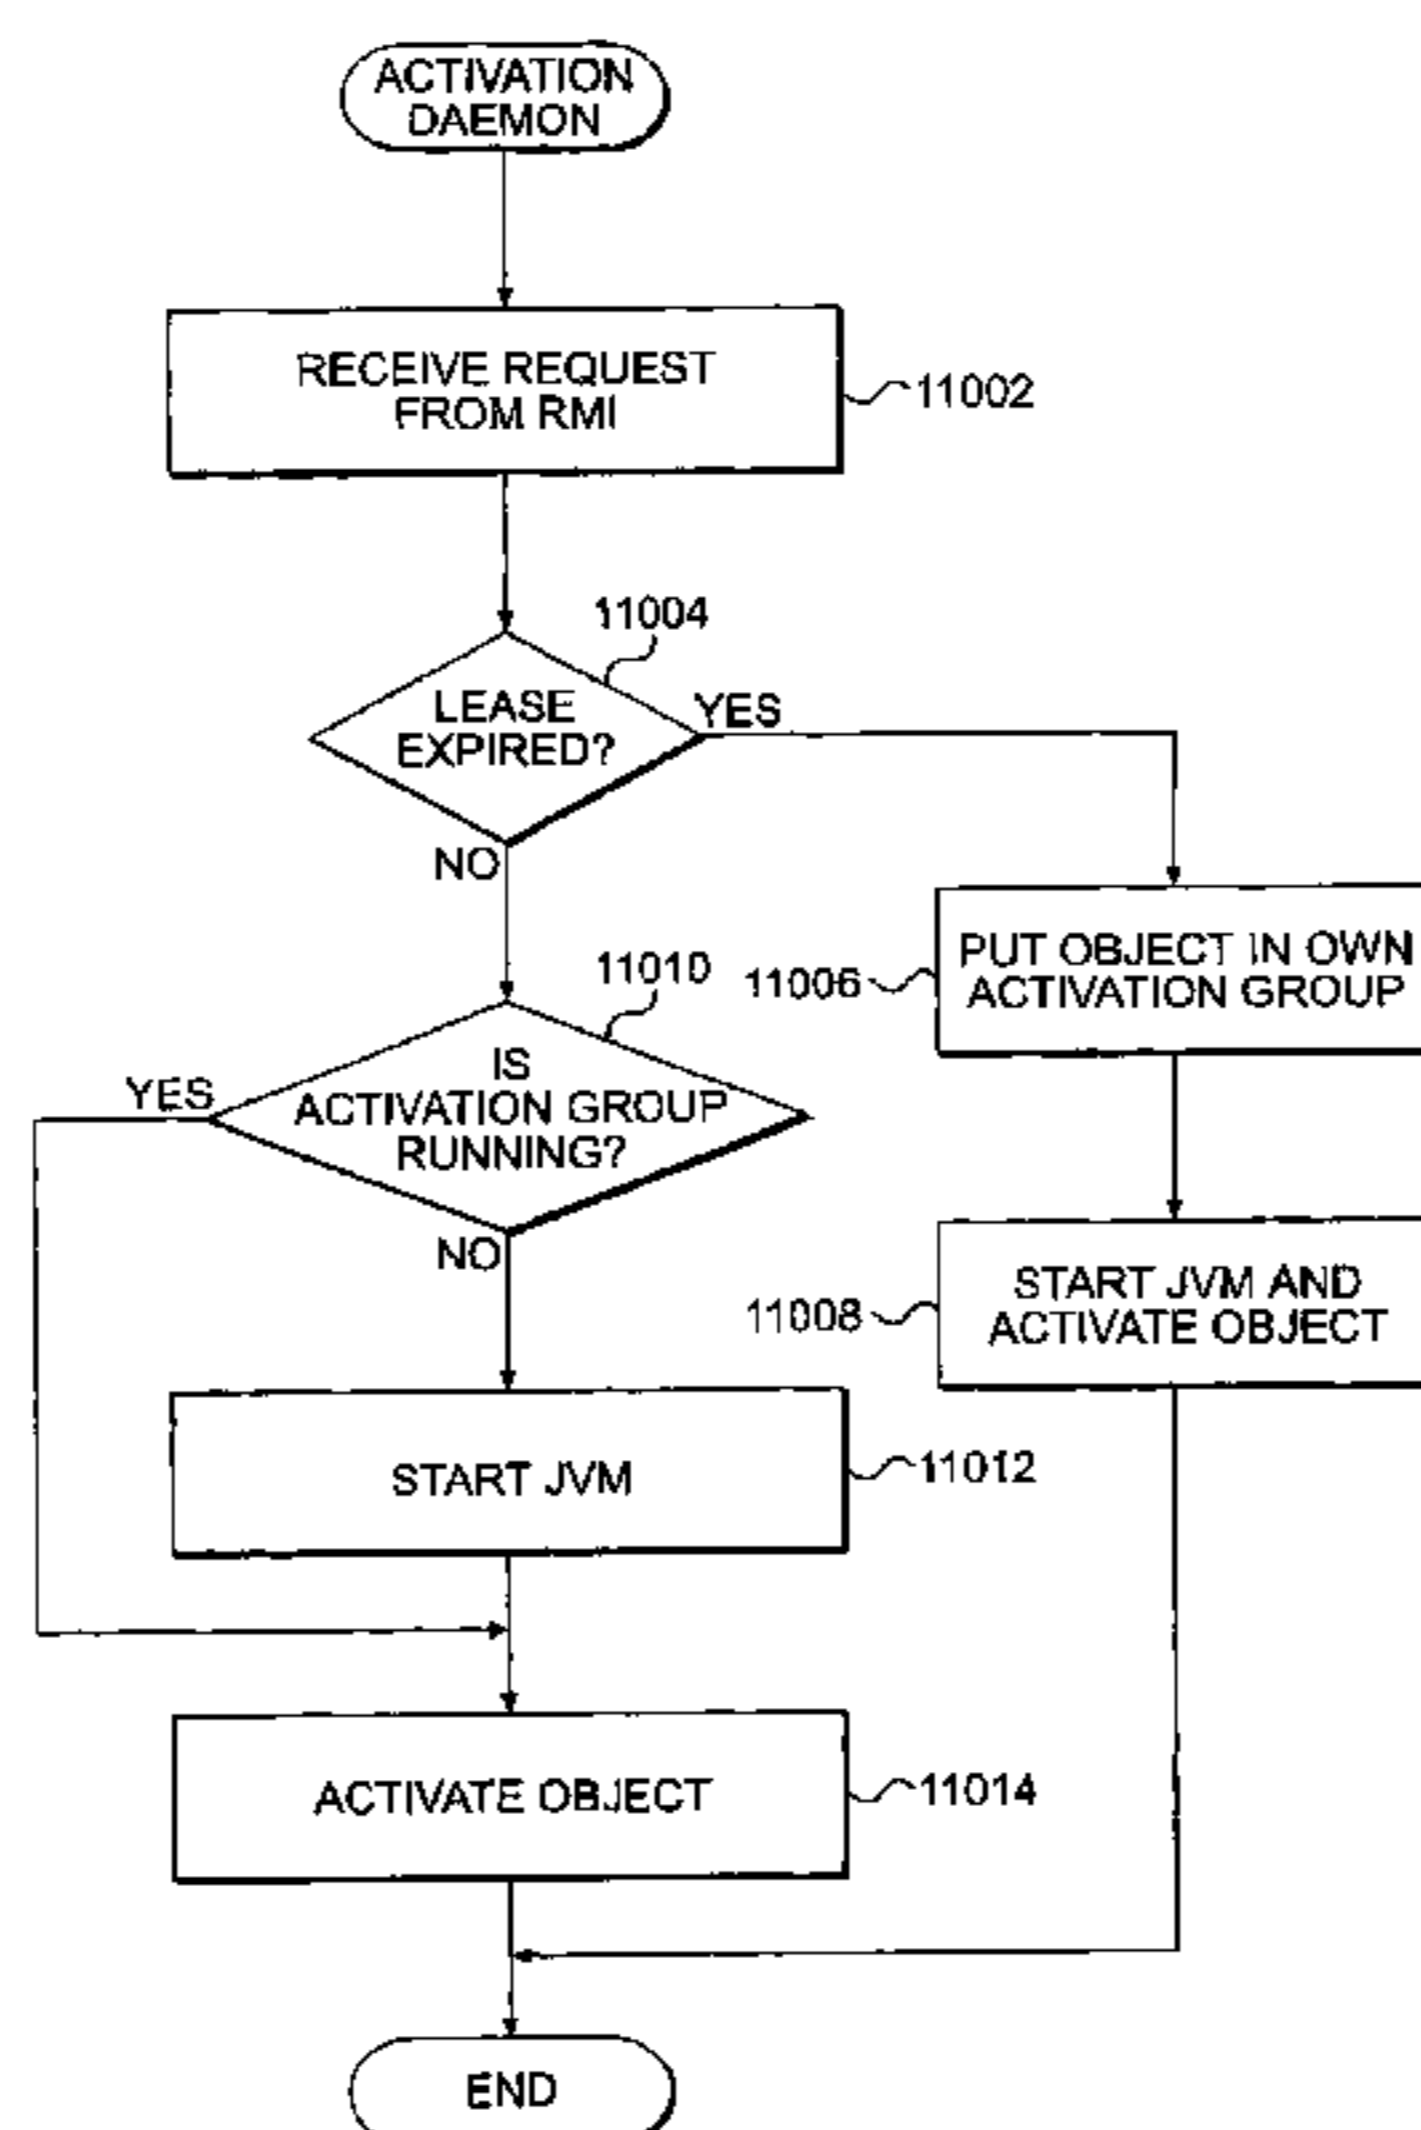 ACTIVATION
DAEMON
RECEIVE REQUEST
FROM RMI
11002
11004
LEASE
EXPIRED?
YES
NO
PUT OBJECT IN OWN
ACTIVATION GROUP
11006
11010
IS
ACTIVATION GROUP
RUNNING?
YES
NO
START JVM AND
ACTIVATE OBJECT
11008
START JVM
11012
ACTIVATE OBJECT
11014
END